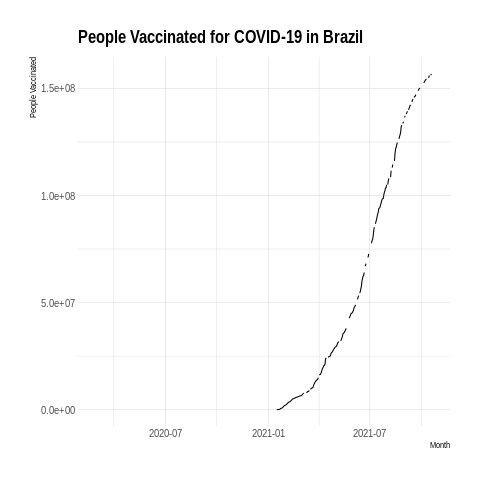 People Vaccinated for COVID-19 in Brazil
People Vaccinated
1.5e+08
1.0e+08
5.0e+07
0.0e+00
2020-07
2021-01
2021-07
Month